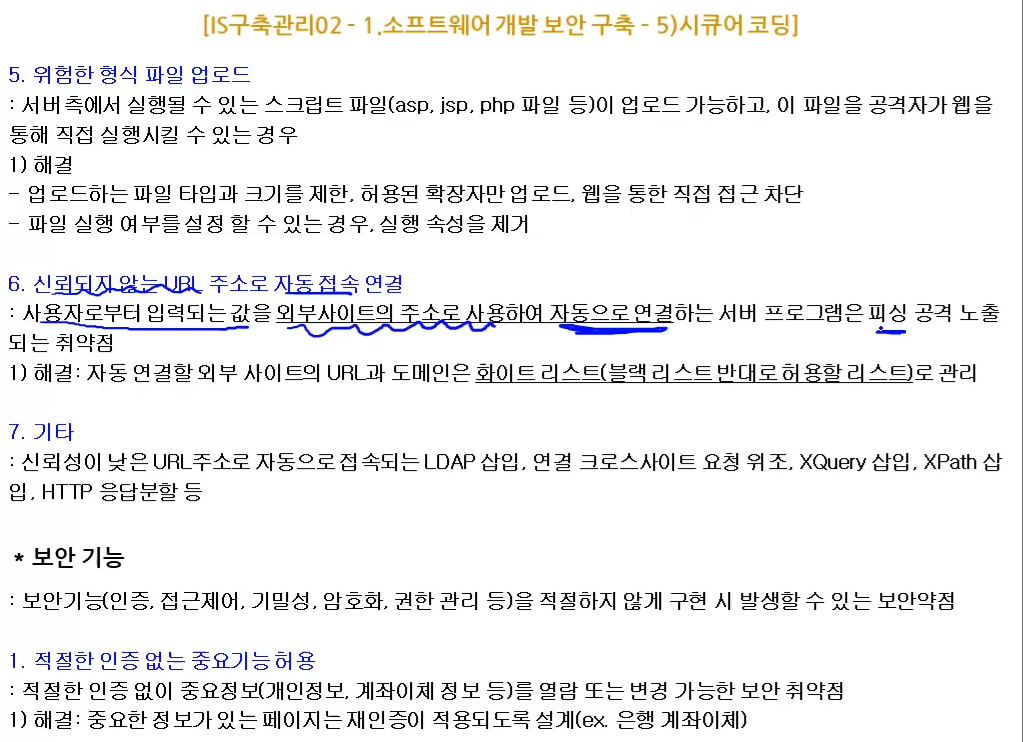 [IS구축관리02 - 1.소프트웨어 개발 보안 구축 - 5)시큐어 코딩]
5. 위험한 형식 파일 업로드
: 서버측에서 실행될 수 있는 스크립트 파일(asp, jsp, php 파일 등)이 업로드 가능하고, 이 파일을 공격자가 웹을
통해 직접 실행시킬 수 있는 경우
1) 해결
- 업로드하는 파일 타입과 크기를 제한, 허용된 확장자만 업로드, 웹을 통한 직접 접근 차단
- 파일 실행 여부를 설정 할 수 있는 경우, 실행 속성을 제거
6. 신뢰되지 않는 URL 주소로 자동 접속 연결
: 사용자로부터 입력되는 값을 외부사이트의 주소로 사용하여 자동으로 연결하는 서버 프로그램은 피싱 공격 노출
되는 취약점
1) 해결: 자동 연결할 외부 사이트의 URL과 도메인은 화이트 리스트(블랙 리스트 반대로 허용할 리스트)로 관리
7. 기타
: 신뢰성이 낮은 URL주소로 자동으로 접속되는 LDAP 삽입, 연결 크로스사이트 요청 위조, XQuery 삽입, XPath 삽
입, HTTP 응답분할 등
* 보안 기능
: 보안기능(인증, 접근제어, 기밀성, 암호화, 권한 관리 등)을 적절하지 않게 구현 시 발생할 수 있는 보안약점
1. 적절한 인증 없는 중요기능 허용
: 적절한 인증 없이 중요정보(개인정보, 계좌이체 정보 등)를 열람 또는 변경 가능한 보안 취약점
1) 해결: 중요한 정보가 있는 페이지는 재인증이 적용되도록 설계(ex. 은행 계좌이체)